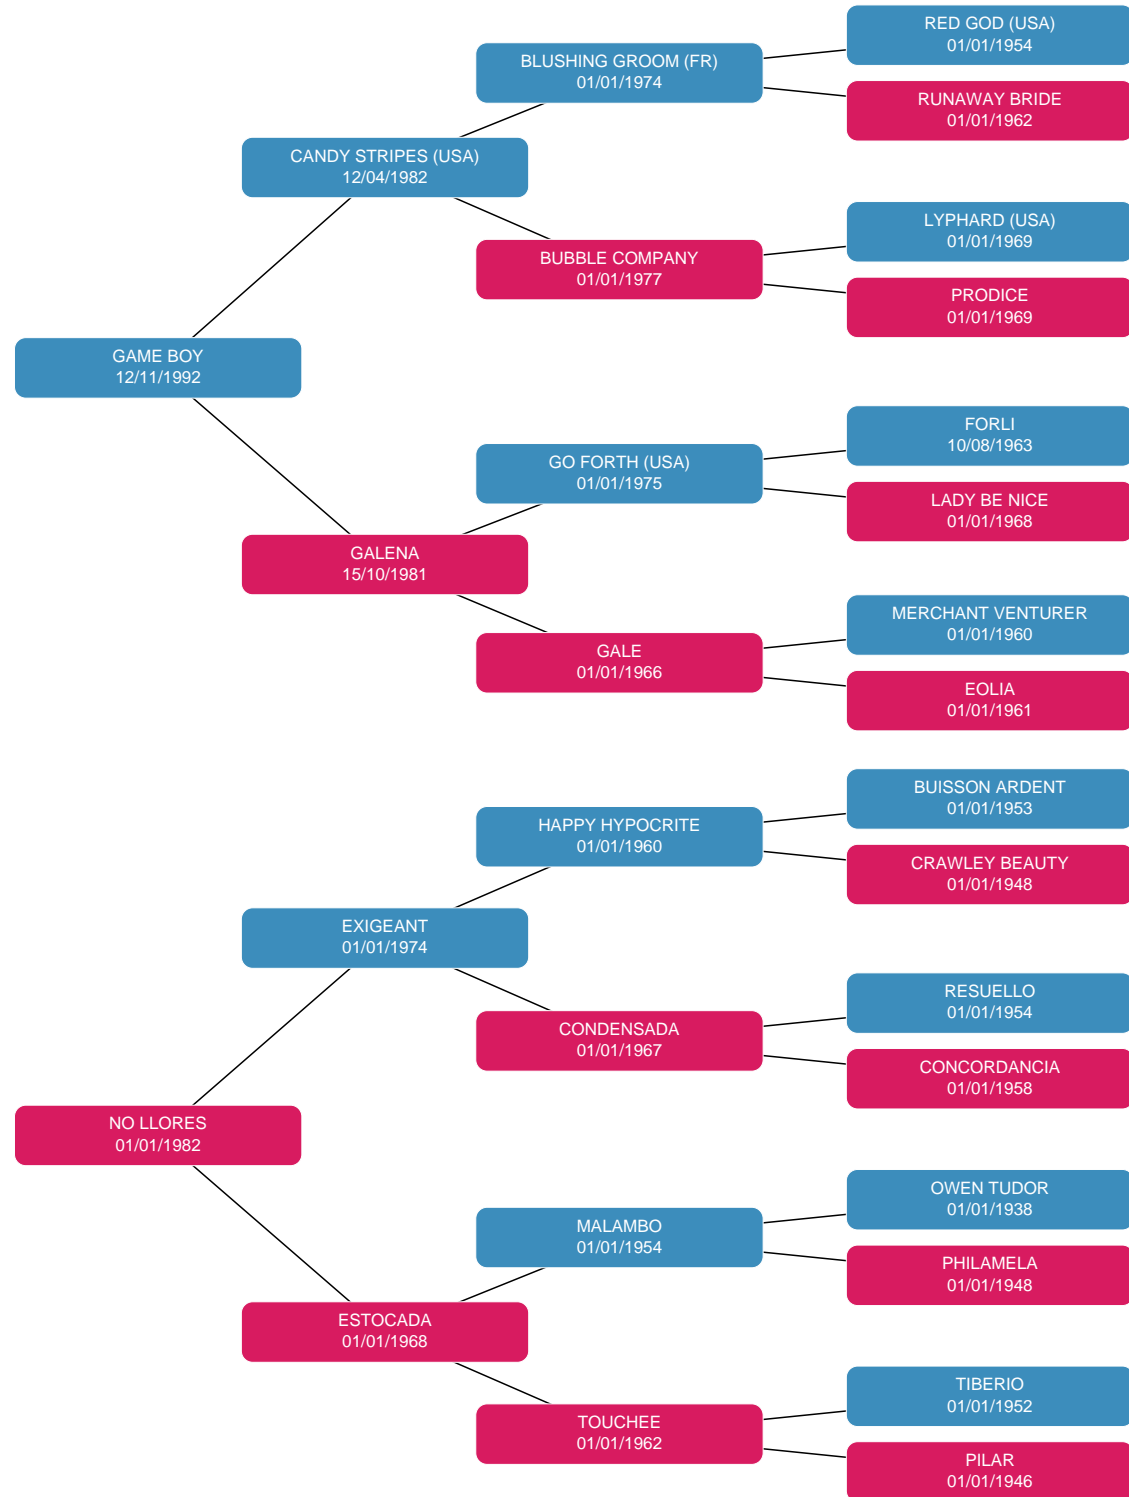 RED GOD (USA)
01/01/1954
BLUSHING GROOM (FR)
01/01/1974
RUNAWAY BRIDE
01/01/1962
CANDY STRIPES (USA)
12/04/1982
LYPHARD (USA)
01/01/1969
BUBBLE COMPANY
01/01/1977
PRODICE
01/01/1969
GAME BOY
12/11/1992
FORLI
10/08/1963
GO FORTH (USA)
01/01/1975
LADY BE NICE
01/01/1968
GALENA
15/10/1981
MERCHANT VENTURER
01/01/1960
GALE
01/01/1966
EOLIA
01/01/1961
BUISSON ARDENT
01/01/1953
HAPPY HYPOCRITE
01/01/1960
CRAWLEY BEAUTY
01/01/1948
EXIGEANT
01/01/1974
RESUELLO
01/01/1954
CONDENSADA
01/01/1967
CONCORDANCIA
01/01/1958
NO LLORES
01/01/1982
OWEN TUDOR
01/01/1938
MALAMBO
01/01/1954
PHILAMELA
01/01/1948
ESTOCADA
01/01/1968
TIBERIO
01/01/1952
TOUCHEE
01/01/1962
PILAR
01/01/1946